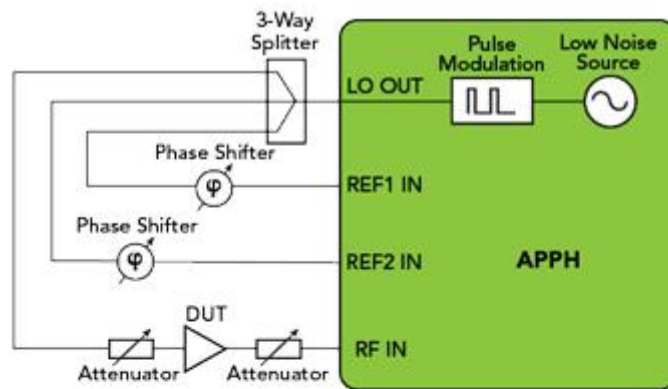 3-Way
Splitter
Pulse
Modulation
Low Noise
Source
LO OUT
Phase Shifter
φ
REF1 IN
Phase Shifter
φ
REF2 IN
APPH
DUT
RF IN
Attenuator
Attenuator